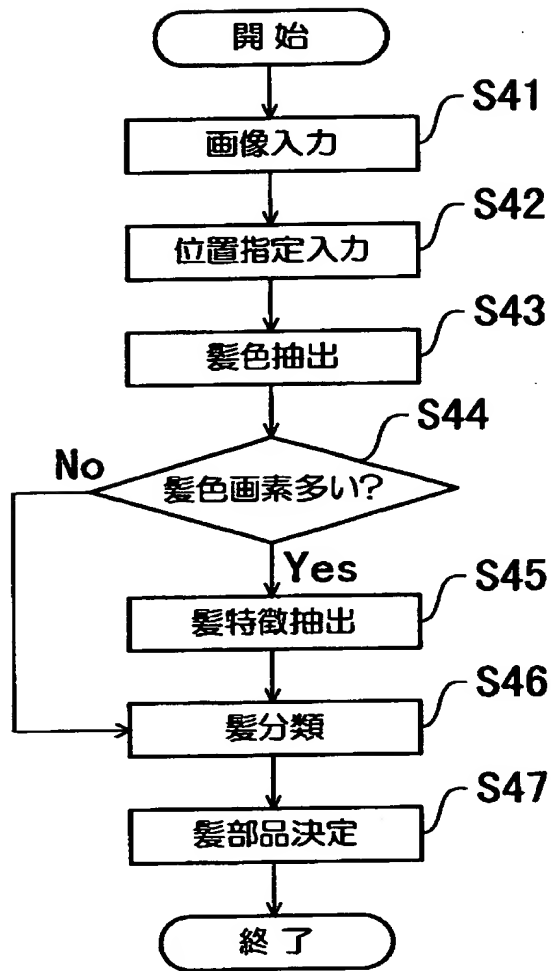 開始
S41
画像入力
S42
位置指定入力
S43
髪色抽出
S44
No
髪色画素多い?
Yes
S45
髪特徴抽出
S46
髪分類
S47
髪部品決定
終了